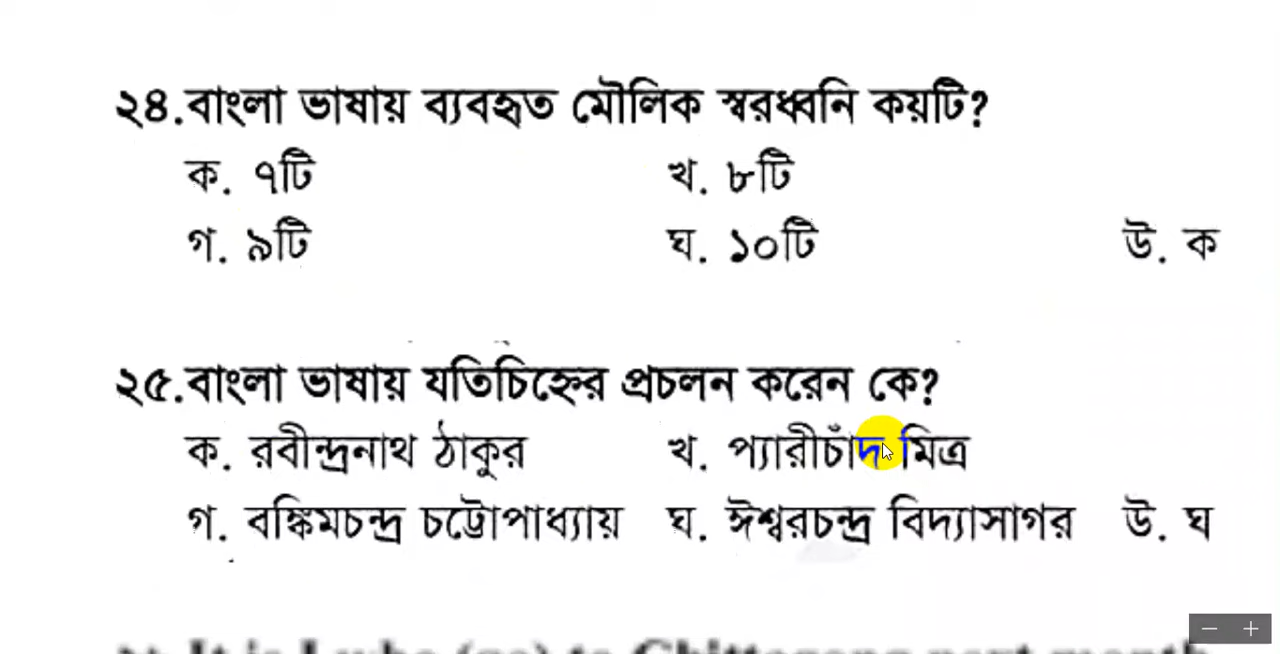 ২৪.বাংলা ভাষায় ব্যবহৃত মৌলিক স্বরধ্বনি কয়টি?
ক. ৭টি খ. ৮টি
গ. ৯টি ঘ. ১০টি উ. ক
২৫.বাংলা ভাষায় যতিচিহ্নের প্রচলন করেন কে?
ক. রবীন্দ্রনাথ ঠাকুর খ. প্যারীচাঁদ মিত্র
গ. বঙ্কিমচন্দ্র চট্টোপাধ্যায় ঘ. ঈশ্বরচন্দ্র বিদ্যাসাগর উ. ঘ